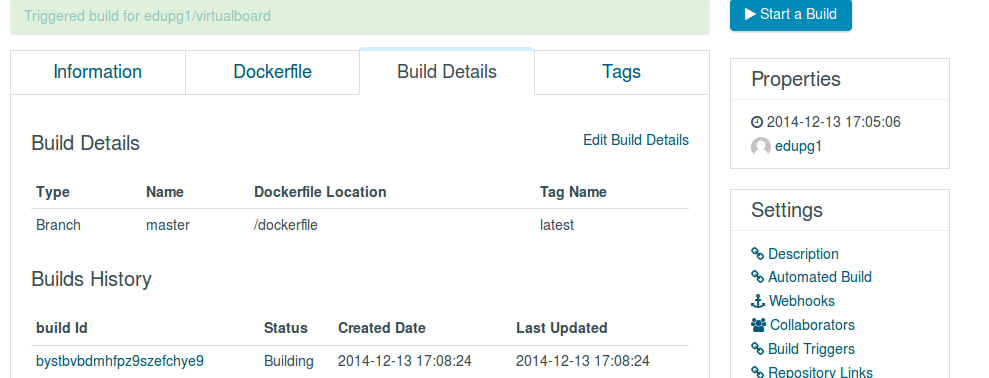 Triggered build for edupg1/virtualboard
Start a Build
Information Dockerfile Build Details Tags
Build Details
Edit Build Details
Type Name Dockerfile Location Tag Name
Branch master /dockerfile latest
Builds History
build Id Status Created Date Last Updated
bystbvbdmhfpz9szefchye9 Building 2014-12-13 17:08:24 2014-12-13 17:08:24
Properties
2014-12-13 17:05:06
edupg1
Settings
Description
Automated Build
Webhooks
Collaborators
Build Triggers
Repository Links